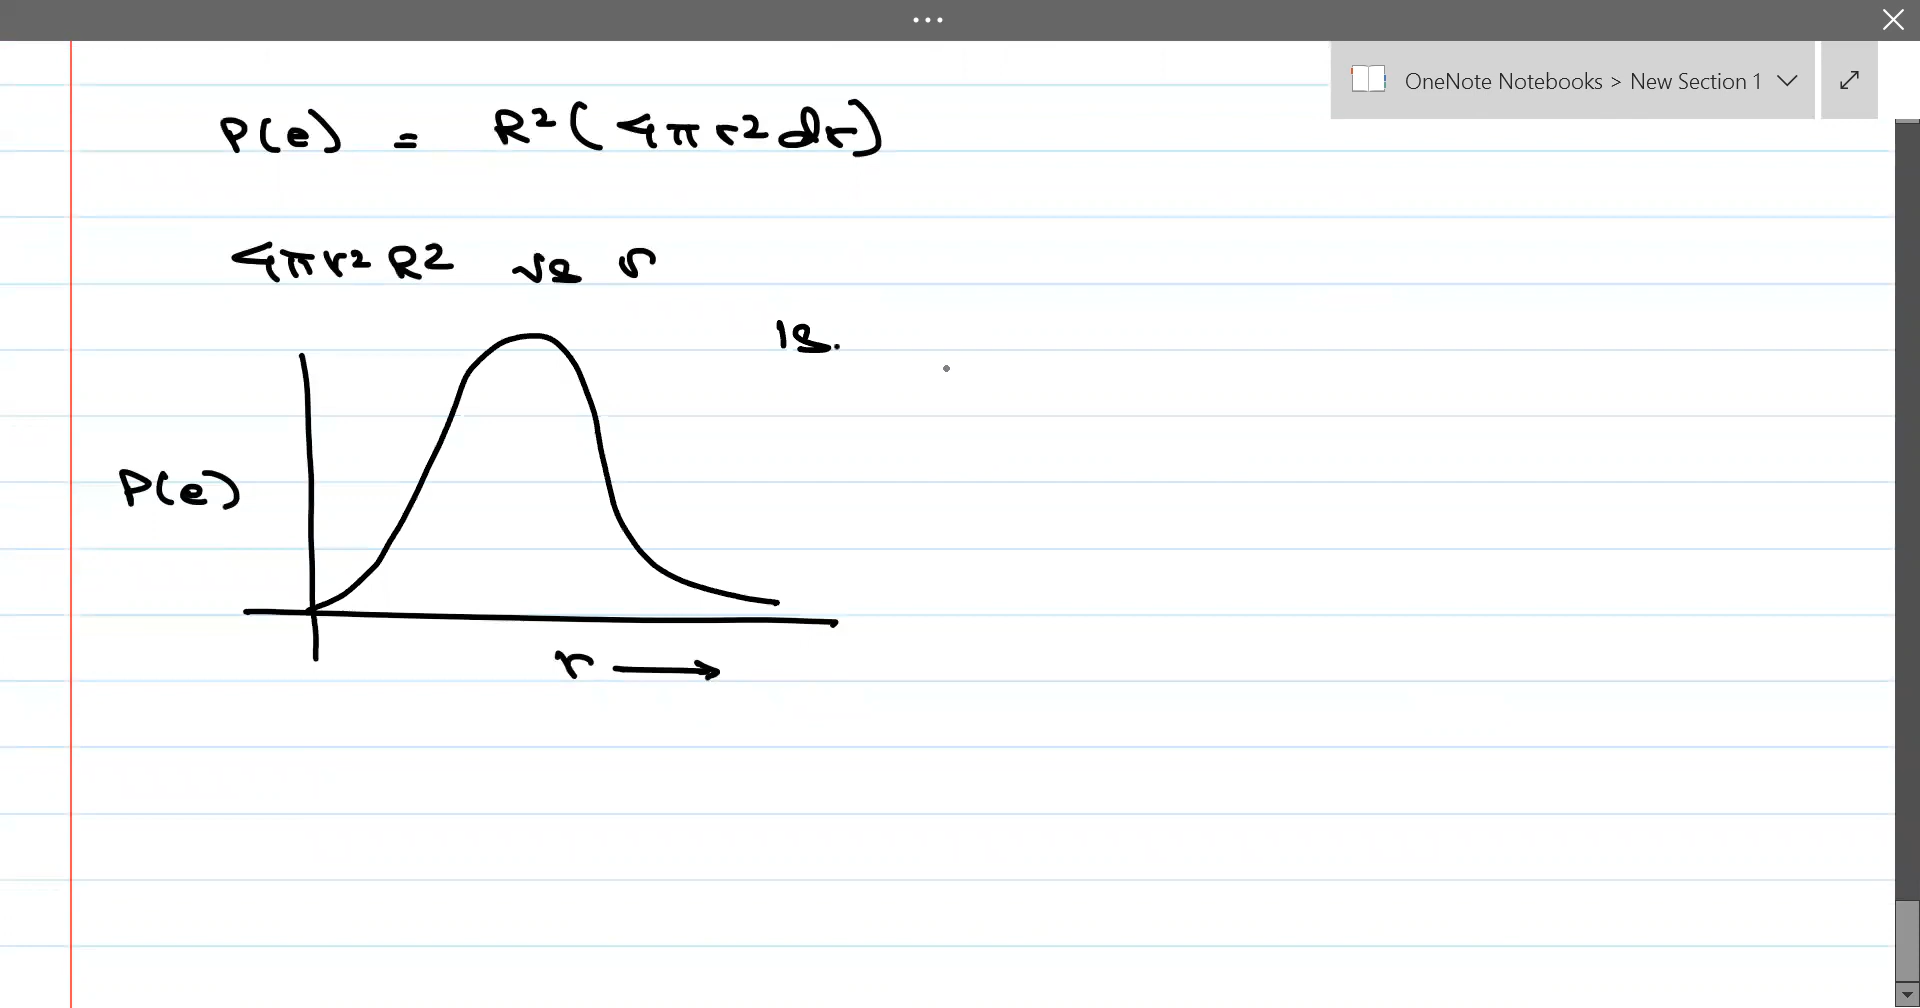 OneNote Notebooks > New Section 1
P(e) = R²(4πr²dr)
4πr²R² vs r
1s.
P(e)
r →